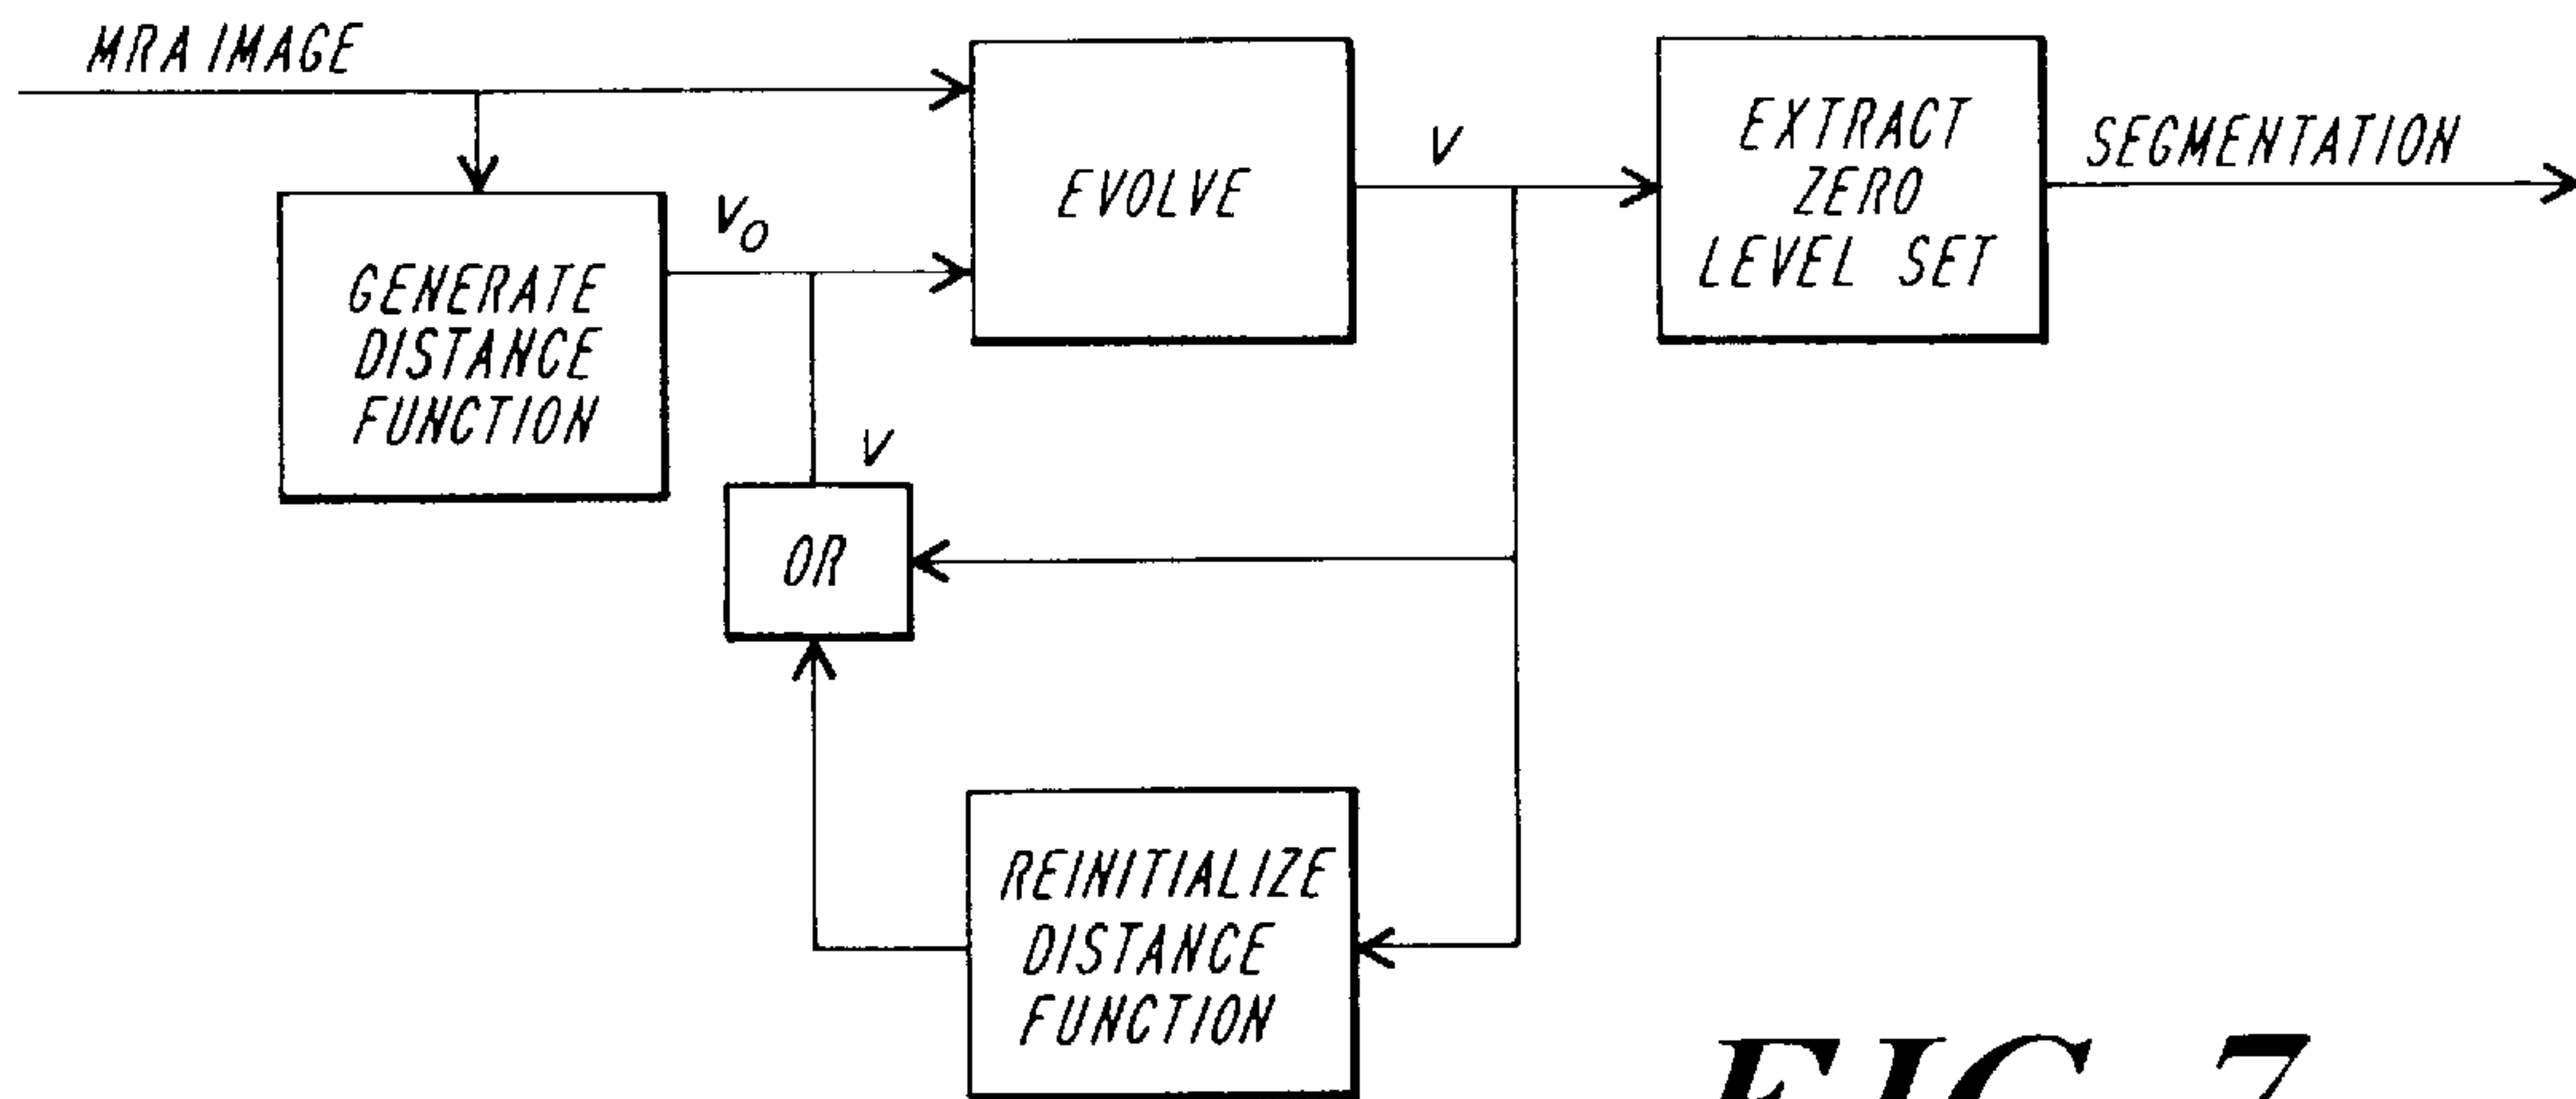 MRA IMAGE
EVOLVE
V
EXTRACT
ZERO
LEVEL SET
SEGMENTATION
GENERATE
DISTANCE
FUNCTION
V0
V
OR
REINITIALIZE
DISTANCE
FUNCTION
FIG. 7